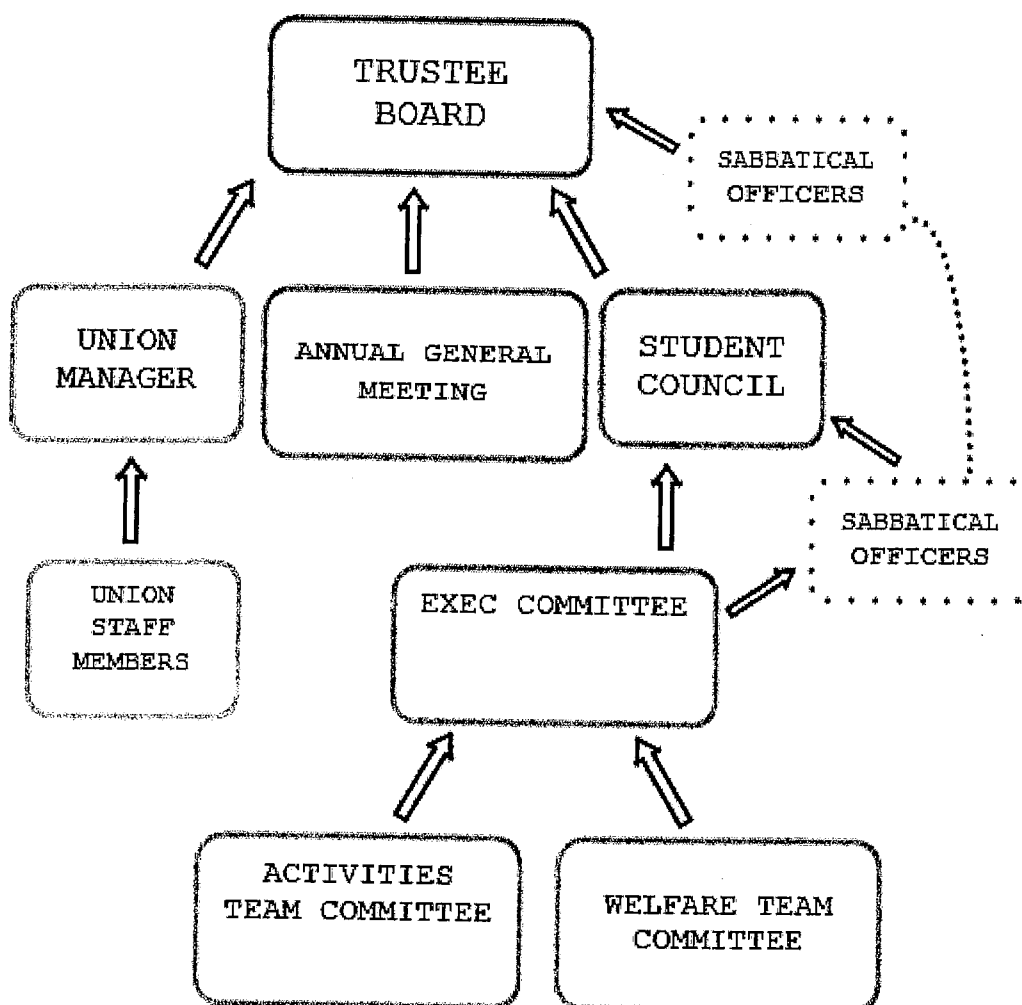 TRUSTEE
BOARD
SABBATICAL
OFFICERS
UNION
MANAGER
ANNUAL GENERAL
MEETING
STUDENT
COUNCIL
SABBATICAL
OFFICERS
UNION
STAFF
MEMBERS
EXEC COMMITTEE
ACTIVITIES
TEAM COMMITTEE
WELFARE TEAM
COMMITTEE